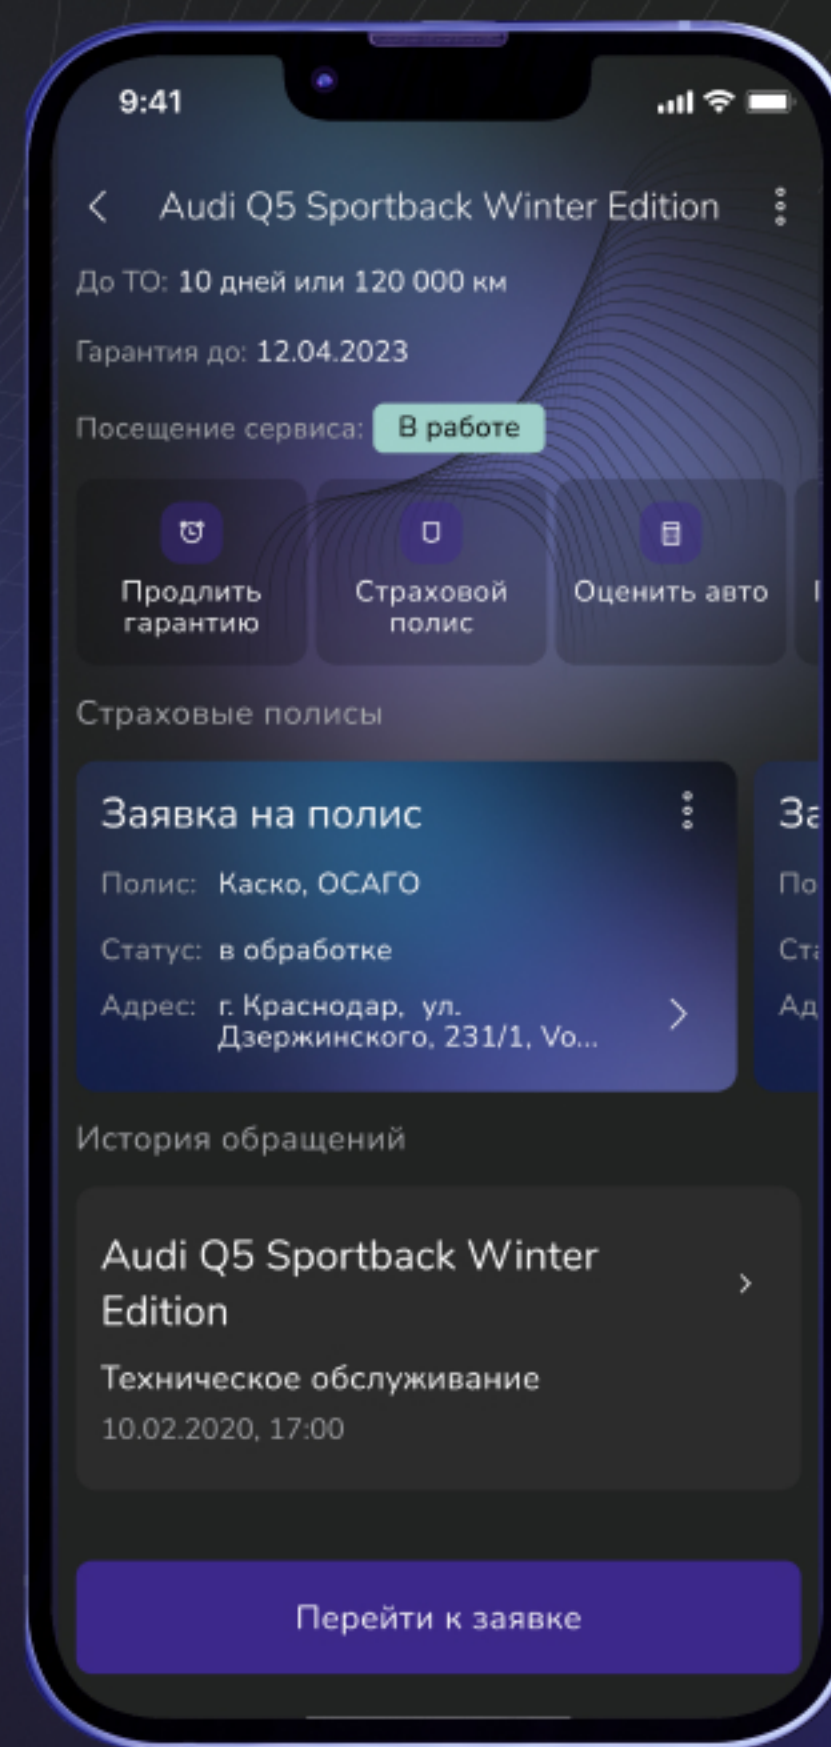 9:41
Audi Q5 Sportback Winter Edition
До ТО: 10 дней или 120 000 км
Гарантия до: 12.04.2023
Посещение сервиса: В работе
Продлить гарантию
Страховой полис
Оценить авто
Страховые полисы
Заявка на полис
Полис: Каско, ОСАГО
Статус: в обработке
Адрес: г. Краснодар, ул.
Дзержинского, 231/1, Vo...
История обращений
Audi Q5 Sportback Winter
Edition
Техническое обслуживание
10.02.2020, 17:00
Перейти к заявке